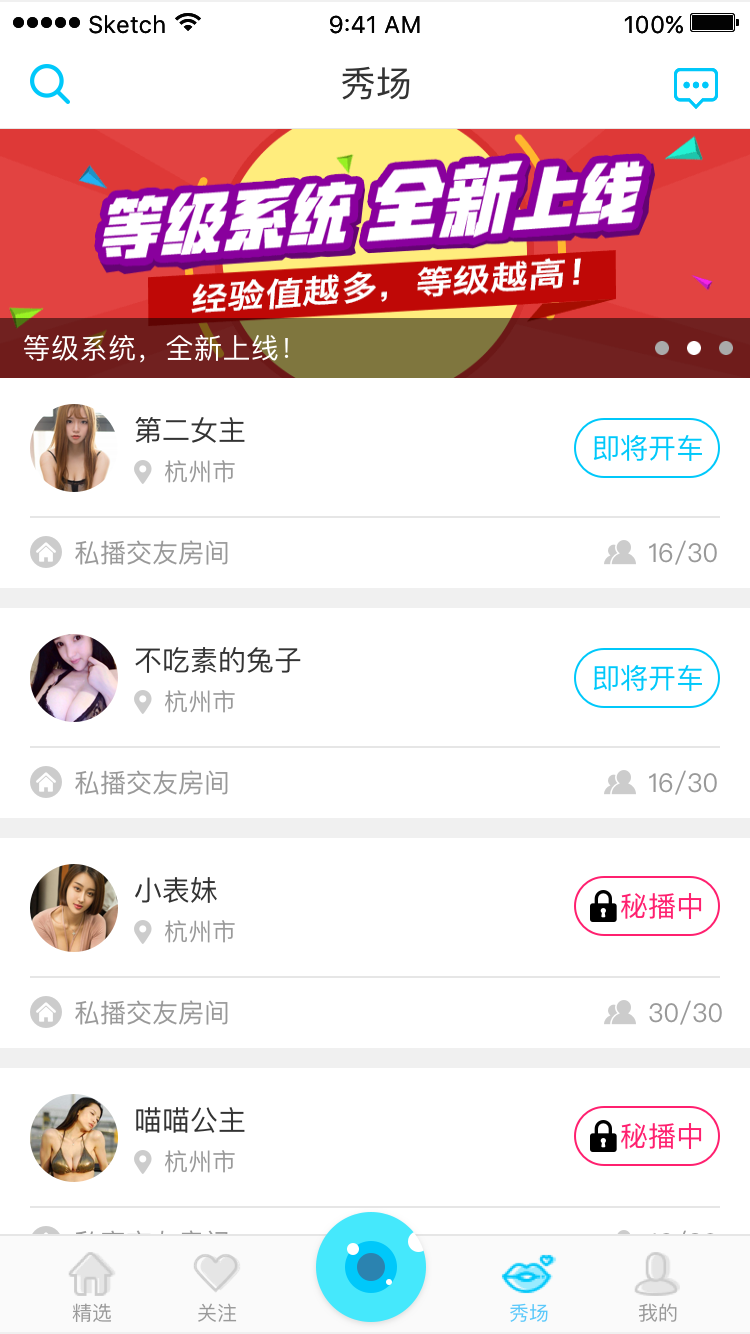 Sketch 9:41 AM 100%
秀场
等级系统 全新上线
经验值越多，等级越高！
等级系统，全新上线！
第二女主
杭州市
即将开车
私播交友房间 16/30
不吃素的兔子
杭州市
即将开车
私播交友房间 16/30
小表妹
杭州市
秘播中
私播交友房间 30/30
喵喵公主
杭州市
秘播中
精选 关注 秀场 我的